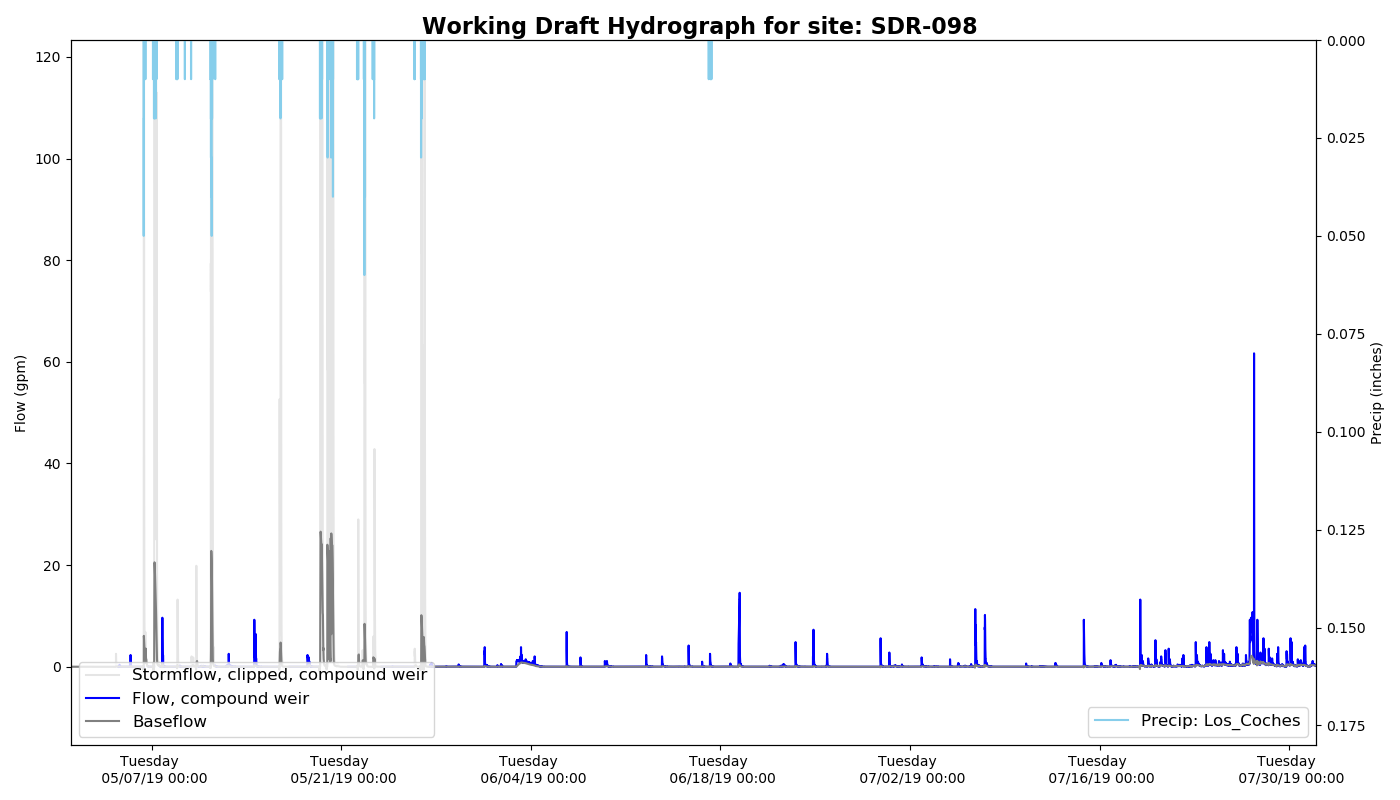 Working Draft Hydrograph for site: SDR-098
120
100
80
60
40
20
0
Flow (gpm)
0.000
0.025
0.050
0.075
0.100
0.125
0.150
0.175
Precip (inches)
Stormflow, clipped, compound weir
Flow, compound weir
Baseflow
Precip: Los_Coches
Tuesday
05/07/19 00:00
Tuesday
05/21/19 00:00
Tuesday
06/04/19 00:00
Tuesday
06/18/19 00:00
Tuesday
07/02/19 00:00
Tuesday
07/16/19 00:00
Tuesday
07/30/19 00:00